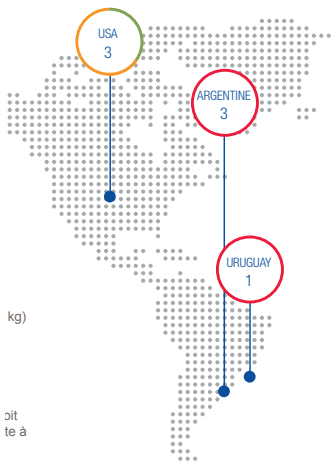 USA
3
ARGENTINE
3
URUGUAY
1
kg)
oit
te à